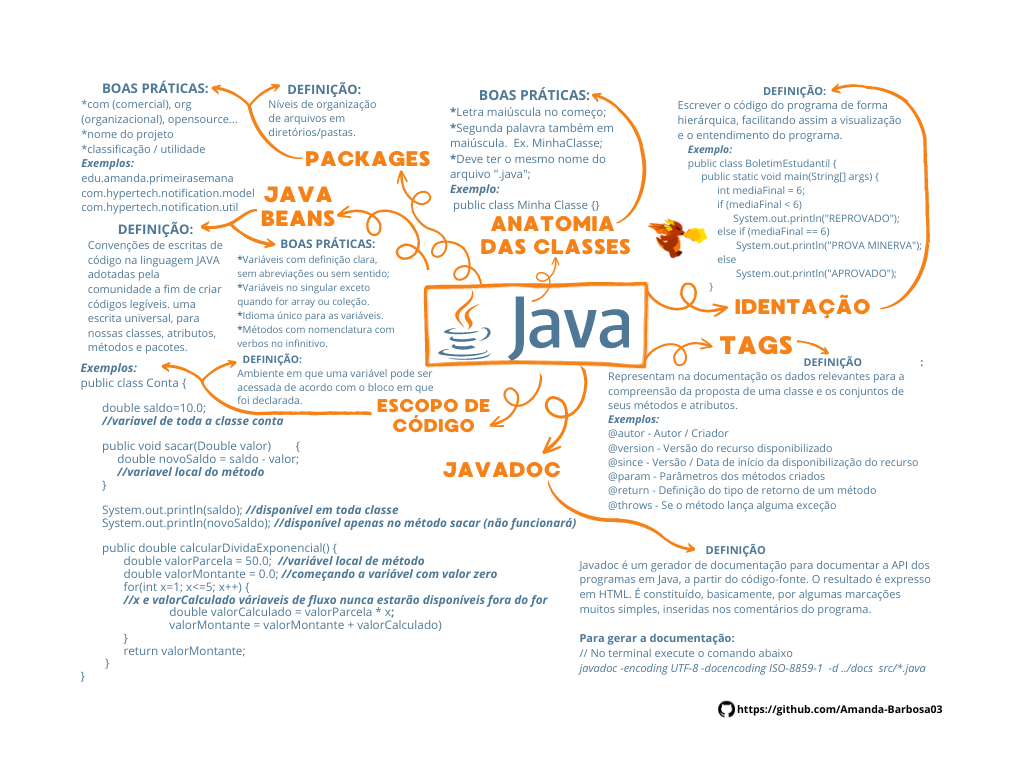 BOAS PRÁTICAS:
*com (comercial), org
(organizacional), opensource...
*nome do projeto
*classificação / utilidade
Exemplos:
edu.amanda.primeirasemana
com.hypertech.notification.model
com.hypertech.notification.util
DEFINIÇÃO:
Níveis de organização
de arquivos em
diretórios/pastas.
PACKAGES
JAVA
BEANS
DEFINIÇÃO:
Convenções de escritas de
código na linguagem JAVA
adotadas pela
comunidade a fim de criar
códigos legíveis. uma
escrita universal, para
nossas classes, atributos,
métodos e pacotes.
BOAS PRÁTICAS:
*Variáveis com definição clara,
sem abreviações ou sem sentido;
*Variáveis no singular exceto
quando for array ou coleção.
*Idioma único para as variáveis.
*Métodos com nomenclatura com
verbos no infinitivo.
BOAS PRÁTICAS:
*Letra maiúscula no começo;
*Segunda palavra também em
maiúscula.  Ex. MinhaClasse;
*Deve ter o mesmo nome do
arquivo ".java";
Exemplo:
public class Minha Classe {}
ANATOMIA
DAS CLASSES
DEFINIÇÃO:
Escrever o código do programa de forma
hierárquica, facilitando assim a visualização
e o entendimento do programa.
Exemplo:
public class BoletimEstudantil {
public static void main(String[] args) {
int mediaFinal = 6;
if (mediaFinal < 6)
System.out.println("REPROVADO");
else if (mediaFinal == 6)
System.out.println("PROVA MINERVA");
else
System.out.println("APROVADO");
}
IDENTAÇÃO
Java
TAGS
DEFINIÇÃO :
Representam na documentação os dados relevantes para a
compreensão da proposta de uma classe e os conjuntos de
seus métodos e atributos.
Exemplos:
@autor - Autor / Criador
@version - Versão do recurso disponibilizado
@since - Versão / Data de início da disponibilização do recurso
@param - Parâmetros dos métodos criados
@return - Definição do tipo de retorno de um método
@throws - Se o método lança alguma exceção
DEFINIÇÃO:
Ambiente em que uma variável pode ser
acessada de acordo com o bloco em que
foi declarada.
ESCOPO DE
CÓDIGO
Exemplos:
public class Conta {
double saldo=10.0;
//variavel de toda a classe conta
public void sacar(Double valor) {
double novoSaldo = saldo - valor;
//variavel local do método
}
System.out.println(saldo); //disponível em toda classe
System.out.println(novoSaldo); //disponível apenas no método sacar (não funcionará)
public double calcularDividaExponencial() {
double valorParcela = 50.0;  //variável local de método
double valorMontante = 0.0; //começando a variável com valor zero
for(int x=1; x<=5; x++) {
//x e valorCalculado váriaveis de fluxo nunca estarão disponíveis fora do for
double valorCalculado = valorParcela * x;
valorMontante = valorMontante + valorCalculado)
}
return valorMontante;
}
}
JAVADOC
DEFINIÇÃO
Javadoc é um gerador de documentação para documentar a API dos
programas em Java, a partir do código-fonte. O resultado é expresso
em HTML. É constituído, basicamente, por algumas marcações
muitos simples, inseridas nos comentários do programa.
Para gerar a documentação:
// No terminal execute o comando abaixo
javadoc -encoding UTF-8 -docencoding ISO-8859-1  -d ../docs  src/*.java
https://github.com/Amanda-Barbosa03